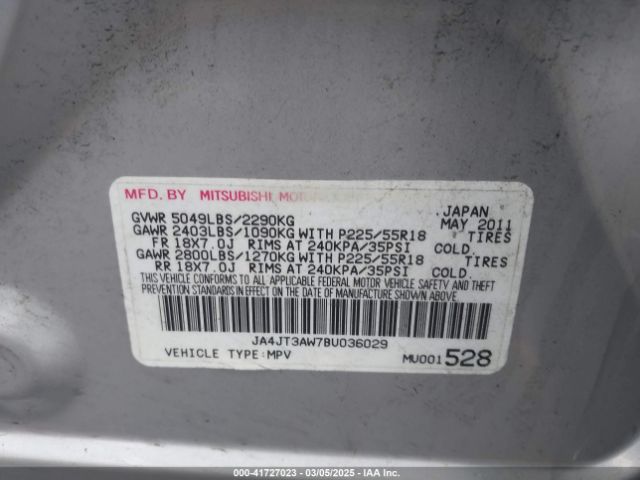 MFD. BY MITSUBISHI
JAPAN
GVWR 5049LBS/2290KG MAY 2011
GAWR 2403LBS/1090KG WITH P225/55R18 TIRES
FR 18X7.0J RIMS AT 240KPA/35PSI COLD.
GAWR 2800LBS/1270KG WITH P225/55R18 TIRES
RR 18X7.0J RIMS AT 240KPA/35PSI COLD.
THIS VEHICLE CONFORMS TO ALL APPLICABLE FEDERAL MOTOR VEHICLE SAFETY AND THEFT
PREVENTION STANDARDS IN EFFECT ON THE DATE OF MANUFACTURE SHOWN ABOVE.
JA4JT3AW7BU036029
VEHICLE TYPE:MPV MU001528
000-41727023 — 03/05/2025 — IAA Inc.